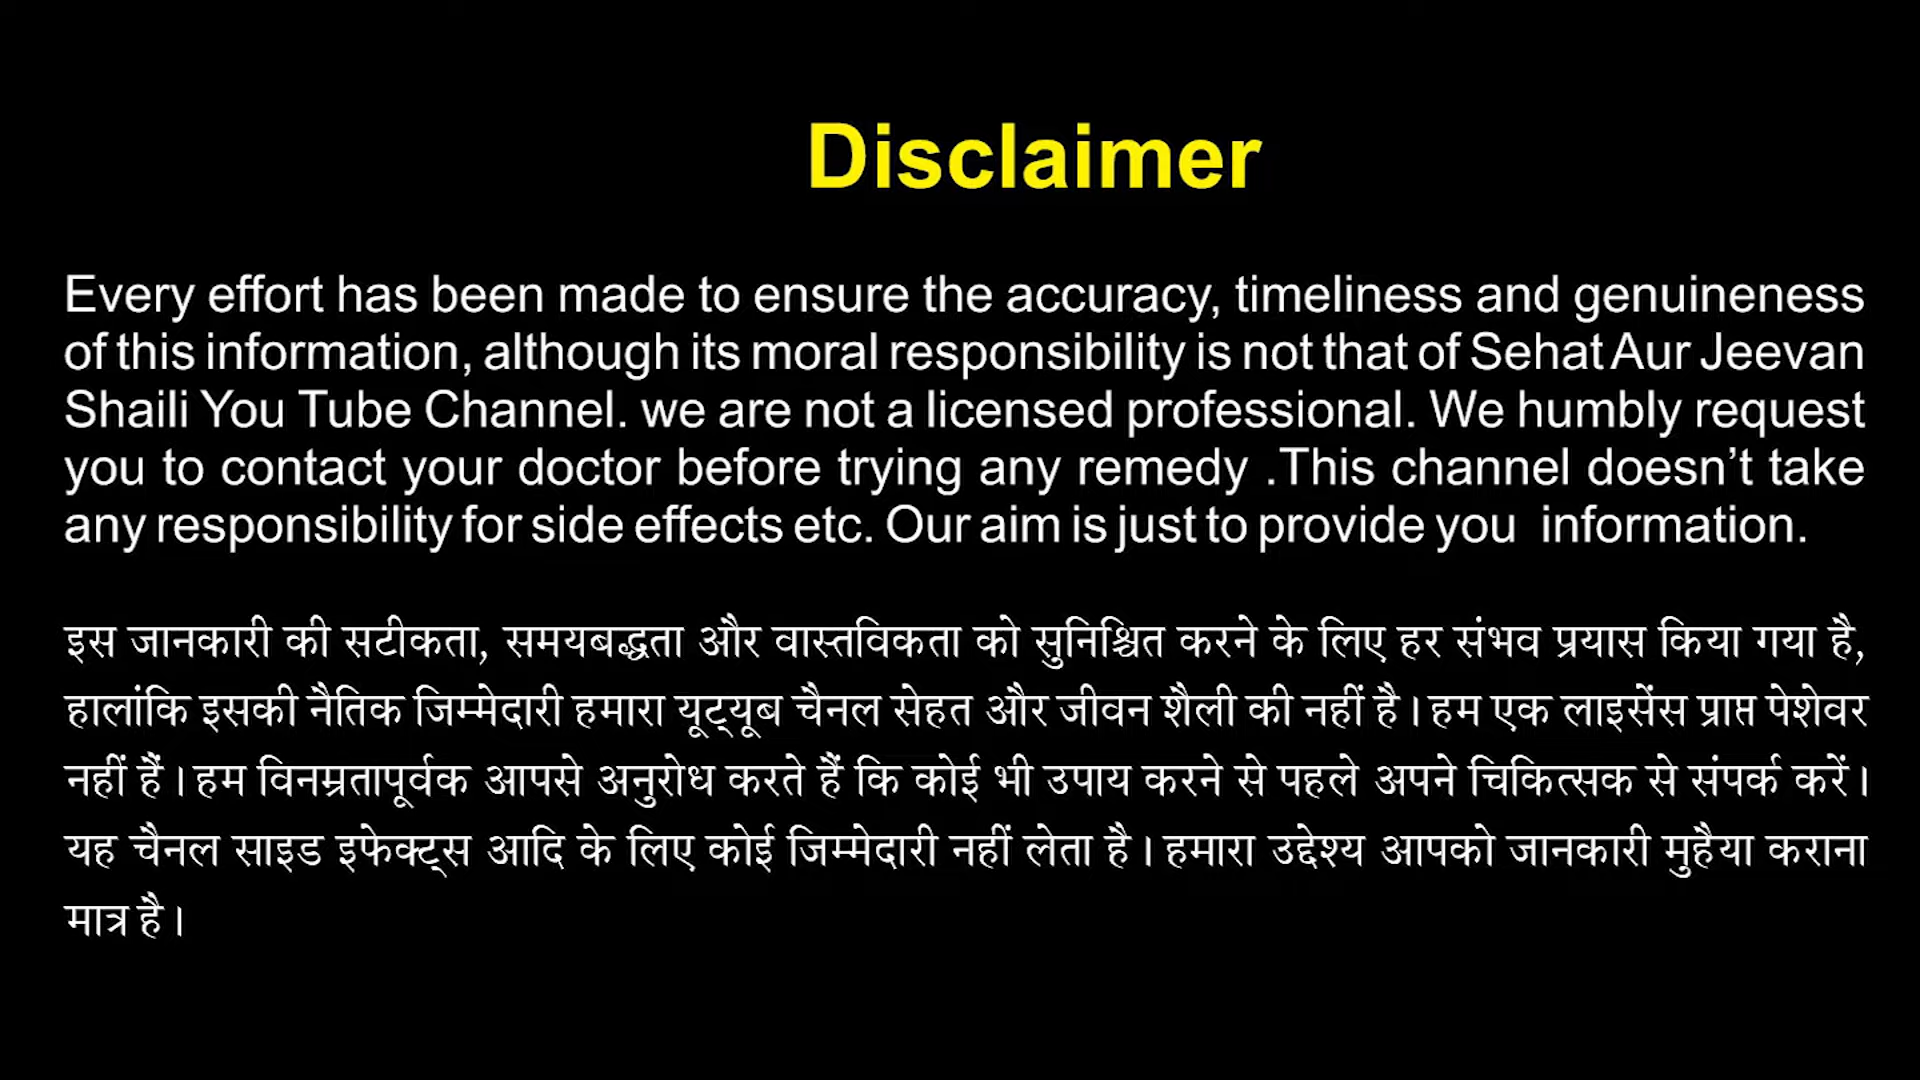 Disclaimer
Every effort has been made to ensure the accuracy, timeliness and genuineness
of this information, although its moral responsibility is not that of Sehat Aur Jeevan
Shaili You Tube Channel. we are not a licensed professional. We humbly request
you to contact your doctor before trying any remedy .This channel doesn’t take
any responsibility for side effects etc. Our aim is just to provide you  information.
इस जानकारी की सटीकता, समयबद्धता और वास्तविकता को सुनिश्चित करने के लिए हर संभव प्रयास किया गया है,
हालांकि इसकी नैतिक जिम्मेदारी हमारा यूट्यूब चैनल सेहत और जीवन शैली की नहीं है। हम एक लाइसेंस प्राप्त पेशेवर
नहीं हैं। हम विनम्रतापूर्वक आपसे अनुरोध करते हैं कि कोई भी उपाय करने से पहले अपने चिकित्सक से संपर्क करें।
यह चैनल साइड इफेक्ट्स आदि के लिए कोई जिम्मेदारी नहीं लेता है। हमारा उद्देश्य आपको जानकारी मुहैया कराना
मात्र है।